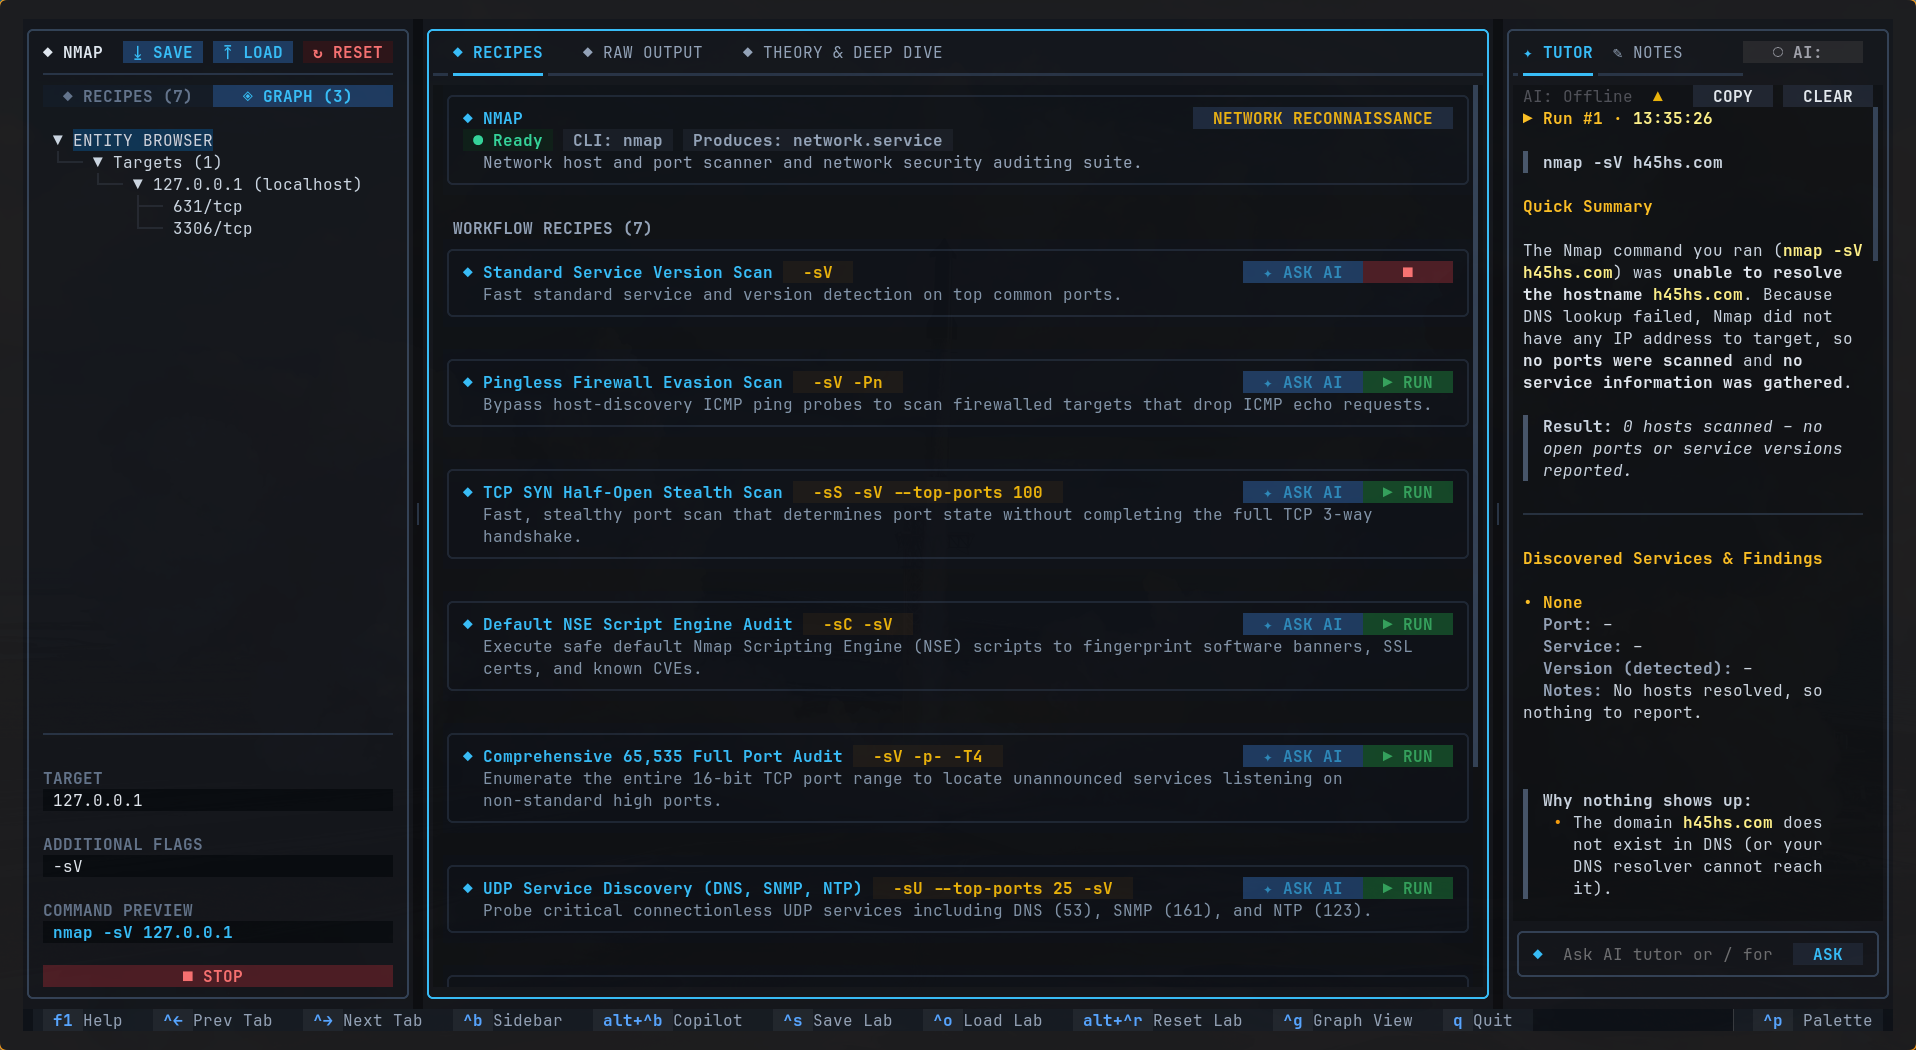 ◆ NMAP ⤓ SAVE ⤒ LOAD ↻ RESET
◆ RECIPES (7) ◈ GRAPH (3)
▼ ENTITY BROWSER
▼ Targets (1)
▼ 127.0.0.1 (localhost)
631/tcp
3306/tcp
TARGET
127.0.0.1
ADDITIONAL FLAGS
-sV
COMMAND PREVIEW
nmap -sV 127.0.0.1
■ STOP
◆ RECIPES ◆ RAW OUTPUT ◆ THEORY & DEEP DIVE
◆ NMAP NETWORK RECONNAISSANCE
● Ready CLI: nmap Produces: network.service
Network host and port scanner and network security auditing suite.
WORKFLOW RECIPES (7)
◆ Standard Service Version Scan -sV ✦ ASK AI ■
Fast standard service and version detection on top common ports.
◆ Pingless Firewall Evasion Scan -sV -Pn ✦ ASK AI ▶ RUN
Bypass host-discovery ICMP ping probes to scan firewalled targets that drop ICMP echo requests.
◆ TCP SYN Half-Open Stealth Scan -sS -sV --top-ports 100 ✦ ASK AI ▶ RUN
Fast, stealthy port scan that determines port state without completing the full TCP 3-way
handshake.
◆ Default NSE Script Engine Audit -sC -sV ✦ ASK AI ▶ RUN
Execute safe default Nmap Scripting Engine (NSE) scripts to fingerprint software banners, SSL
certs, and known CVEs.
◆ Comprehensive 65,535 Full Port Audit -sV -p- -T4 ✦ ASK AI ▶ RUN
Enumerate the entire 16-bit TCP port range to locate unannounced services listening on
non-standard high ports.
◆ UDP Service Discovery (DNS, SNMP, NTP) -sU --top-ports 25 -sV ✦ ASK AI ▶ RUN
Probe critical connectionless UDP services including DNS (53), SNMP (161), and NTP (123).
✦ TUTOR ✎ NOTES ○ AI:
AI: Offline ▲ COPY CLEAR
▶ Run #1 · 13:35:26
nmap -sV h45hs.com
Quick Summary
The Nmap command you ran (nmap -sV
h45hs.com) was unable to resolve
the hostname h45hs.com. Because
DNS lookup failed, Nmap did not
have any IP address to target, so
no ports were scanned and no
service information was gathered.
Result: 0 hosts scanned – no
open ports or service versions
reported.
Discovered Services & Findings
• None
Port: –
Service: –
Version (detected): –
Notes: No hosts resolved, so
nothing to report.
Why nothing shows up:
• The domain h45hs.com does
not exist in DNS (or your
DNS resolver cannot reach
it).
◆ Ask AI tutor or / for ASK
f1 Help ^← Prev Tab ^→ Next Tab ^b Sidebar alt+^b Copilot ^s Save Lab ^o Load Lab alt+^r Reset Lab ^g Graph View q Quit ^p Palette